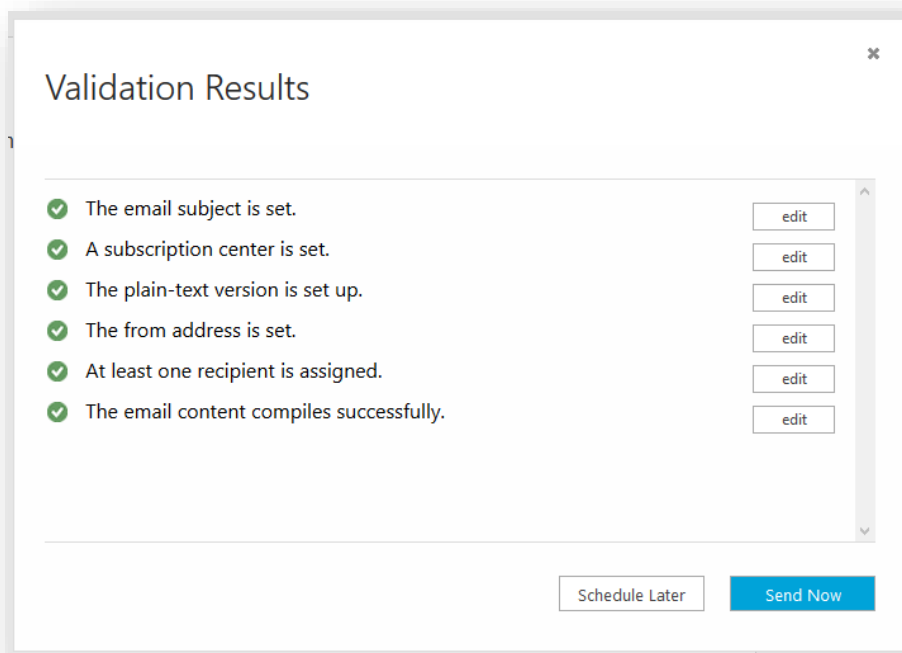 Validation Results
The email subject is set.
edit
A subscription center is set.
edit
The plain-text version is set up.
edit
The from address is set.
edit
At least one recipient is assigned.
edit
The email content compiles successfully.
edit
Schedule Later
Send Now